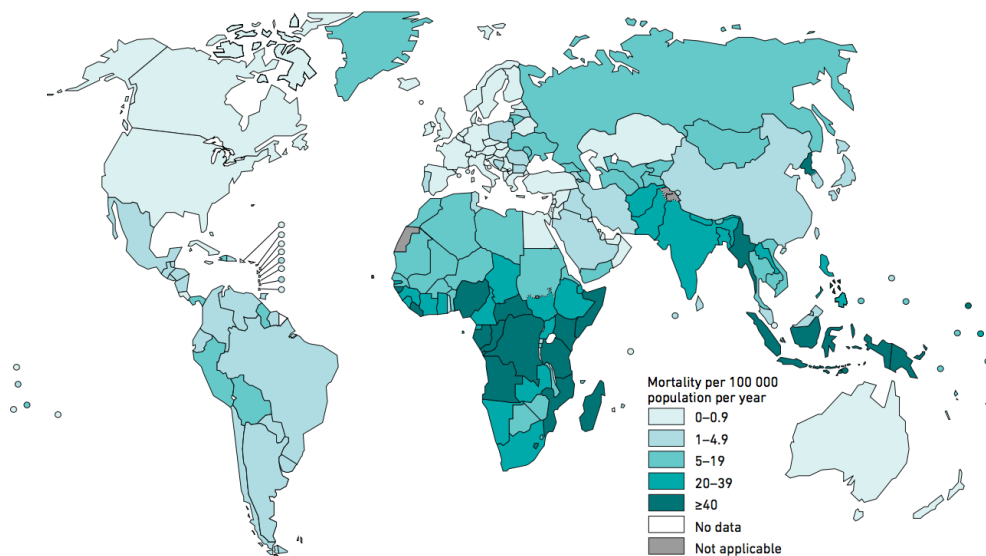 Mortality per 100 000
population per year
0–0.9
1–4.9
5–19
20–39
≥40
No data
Not applicable